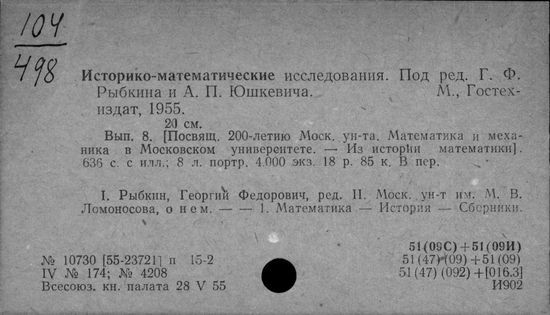 104
498
Историко-математические исследования. Под ред. Г. Ф.
Рыбкина и А. П. Юшкевича. М., Гостех-
издат, 1955.
20 см.
Вып. 8. [Посвящ. 200-летию Моск. ун-та. Математика и меха-
ника в Московском университете. — Из истории математики].
636 с. с илл.; 8 л. портр. 4.000 экз. 18 р. 85 к. В пер.
I. Рыбкин, Георгий Федорович, ред. II. Моск. ун-т им. М. В.
Ломоносова, о нем. — — 1. Математика — История — Сборники.
51(09С)+51(09И)
№ 10730 [55-23721] п 15-2 51(47)(09)+51(09)
IV № 174; № 4208 51(47)(092)+[016.3]
Всесоюз. кн. палата 28 V 55 И902